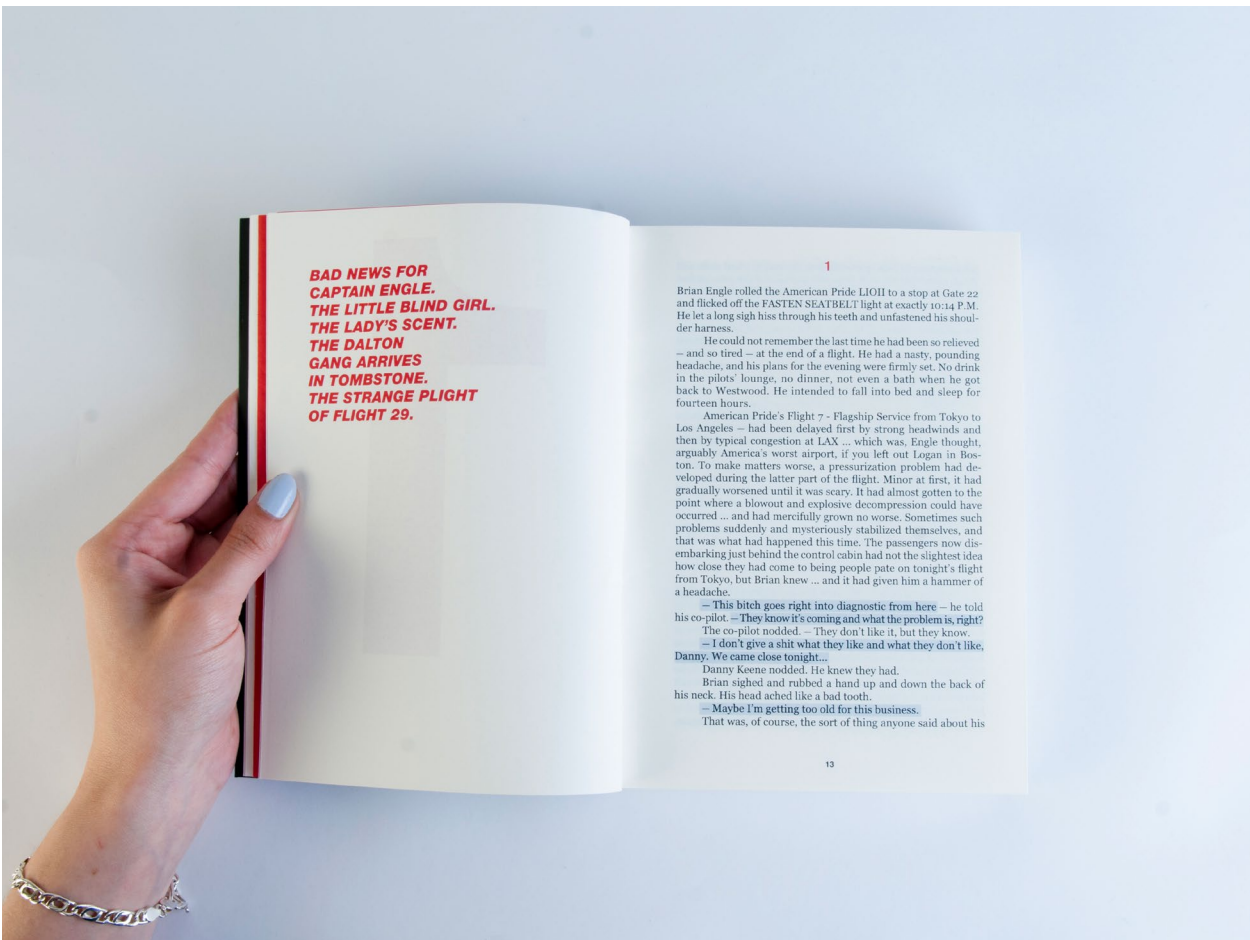 BAD NEWS FOR
CAPTAIN ENGLE.
THE LITTLE BLIND GIRL.
THE LADY'S SCENT.
THE DALTON
GANG ARRIVES
IN TOMBSTONE.
THE STRANGE PLIGHT
OF FLIGHT 29.
1
Brian Engle rolled the American Pride LIOII to a stop at Gate 22
and flicked off the FASTEN SEATBELT light at exactly 10:14 P.M.
He let a long sigh hiss through his teeth and unfastened his shoul-
der harness.
He could not remember the last time he had been so relieved
– and so tired – at the end of a flight. He had a nasty, pounding
headache, and his plans for the evening were firmly set. No drink
in the pilots' lounge, no dinner, not even a bath when he got
back to Westwood. He intended to fall into bed and sleep for
fourteen hours.
American Pride's Flight 7 - Flagship Service from Tokyo to
Los Angeles – had been delayed first by strong headwinds and
then by typical congestion at LAX ... which was, Engle thought,
arguably America's worst airport, if you left out Logan in Bos-
ton. To make matters worse, a pressurization problem had de-
veloped during the latter part of the flight. Minor at first, it had
gradually worsened until it was scary. It had almost gotten to the
point where a blowout and explosive decompression could have
occurred ... and had mercifully grown no worse. Sometimes such
problems suddenly and mysteriously stabilized themselves, and
that was what had happened this time. The passengers now dis-
embarking just behind the control cabin had not the slightest idea
how close they had come to being people pate on tonight's flight
from Tokyo, but Brian knew ... and it had given him a hammer of
a headache.
– This bitch goes right into diagnostic from here – he told
his co-pilot. – They know it's coming and what the problem is, right?
The co-pilot nodded. – They don't like it, but they know.
– I don't give a shit what they like and what they don't like,
Danny. We came close tonight...
Danny Keene nodded. He knew they had.
Brian sighed and rubbed a hand up and down the back of
his neck. His head ached like a bad tooth.
– Maybe I'm getting too old for this business.
That was, of course, the sort of thing anyone said about his
13